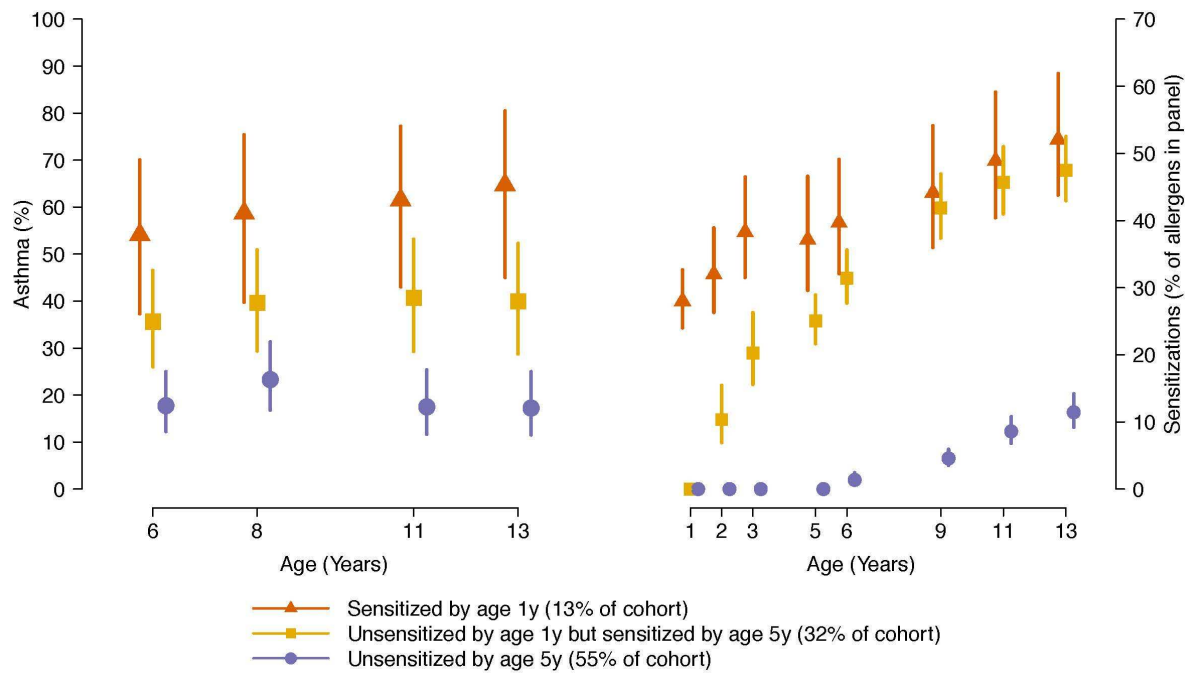 100
90
80
70
60
50
40
30
20
10
0
Asthma (%)
6 8 11 13
Age (Years)
70
60
50
40
30
20
10
0
Sensitizations (% of allergens in panel)
1 2 3 5 6 9 11 13
Age (Years)
Sensitized by age 1y (13% of cohort)
Unsensitized by age 1y but sensitized by age 5y (32% of cohort)
Unsensitized by age 5y (55% of cohort)